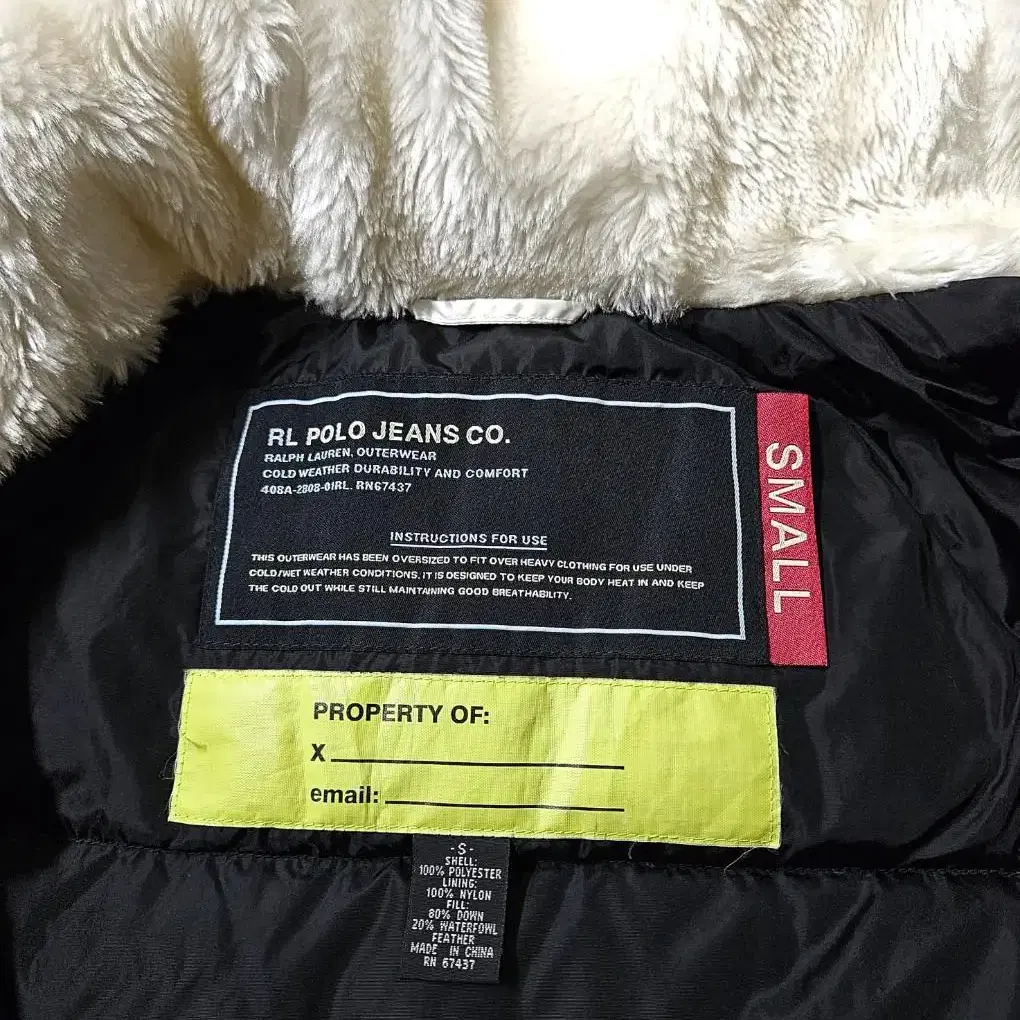 RL POLO JEANS CO.
RALPH LAUREN, OUTERWEAR
COLD WEATHER DURABILITY AND COMFORT
408A-2808-01RL. RN67437
INSTRUCTIONS FOR USE
THIS OUTERWEAR HAS BEEN OVERSIZED TO FIT OVER HEAVY CLOTHING FOR USE UNDER
COLD/WET WEATHER CONDITIONS. IT IS DESIGNED TO KEEP YOUR BODY HEAT IN AND KEEP
THE COLD OUT WHILE STILL MAINTAINING GOOD BREATHABILITY.
SMALL
PROPERTY OF:
X
email:
-S-
SHELL:
100% POLYESTER
LINING:
100% NYLON
FILL:
80% DOWN
20% WATERFOWL
FEATHER
MADE IN CHINA
RN 67437